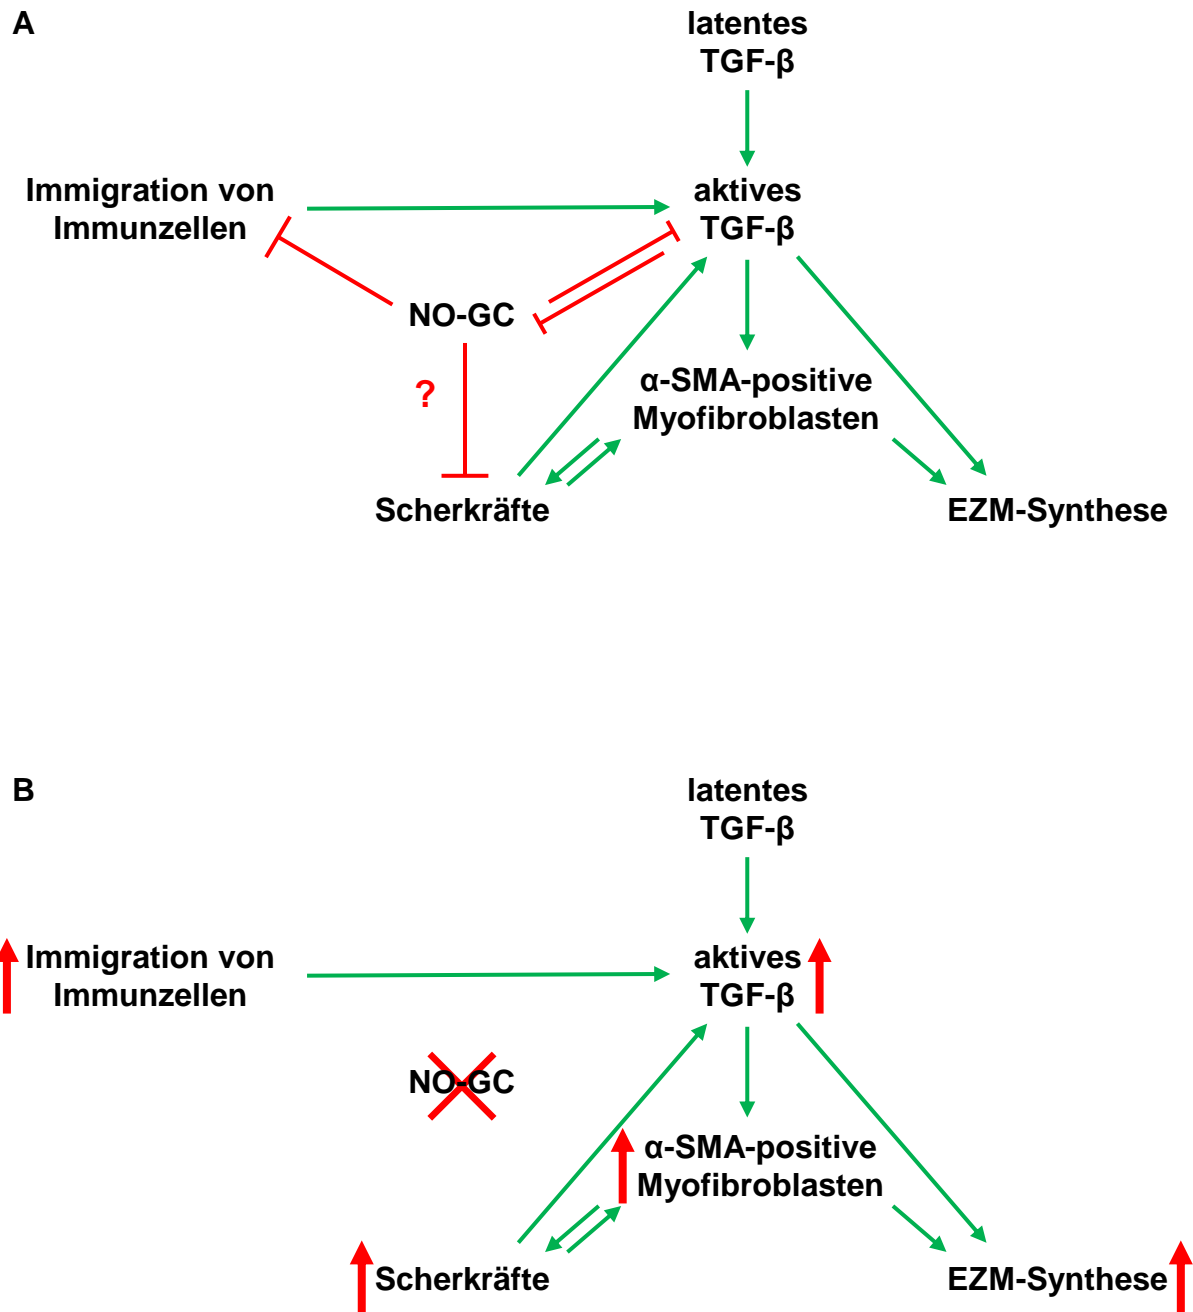 A
latentes
TGF-β
Immigration von
Immunzellen
aktives
TGF-β
NO-GC
?
α-SMA-positive
Myofibroblasten
Scherkräfte
EZM-Synthese
B
latentes
TGF-β
Immigration von
Immunzellen
aktives
TGF-β
NO-GC
α-SMA-positive
Myofibroblasten
Scherkräfte
EZM-Synthese